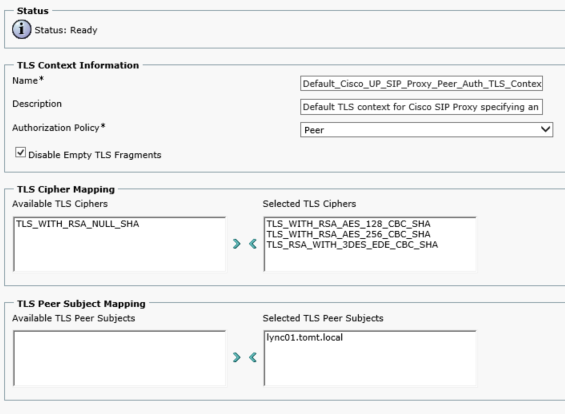 Status
Status: Ready
TLS Context Information
Name*
Default_Cisco_UP_SIP_Proxy_Peer_Auth_TLS_Contex
Description
Default TLS context for Cisco SIP Proxy specifying an
Authorization Policy*
Peer
Disable Empty TLS Fragments
TLS Cipher Mapping
Available TLS Ciphers
Selected TLS Ciphers
TLS_WITH_RSA_NULL_SHA
TLS_WITH_RSA_AES_128_CBC_SHA
TLS_WITH_RSA_AES_256_CBC_SHA
TLS_RSA_WITH_3DES_EDE_CBC_SHA
TLS Peer Subject Mapping
Available TLS Peer Subjects
Selected TLS Peer Subjects
lync01.tomt.local